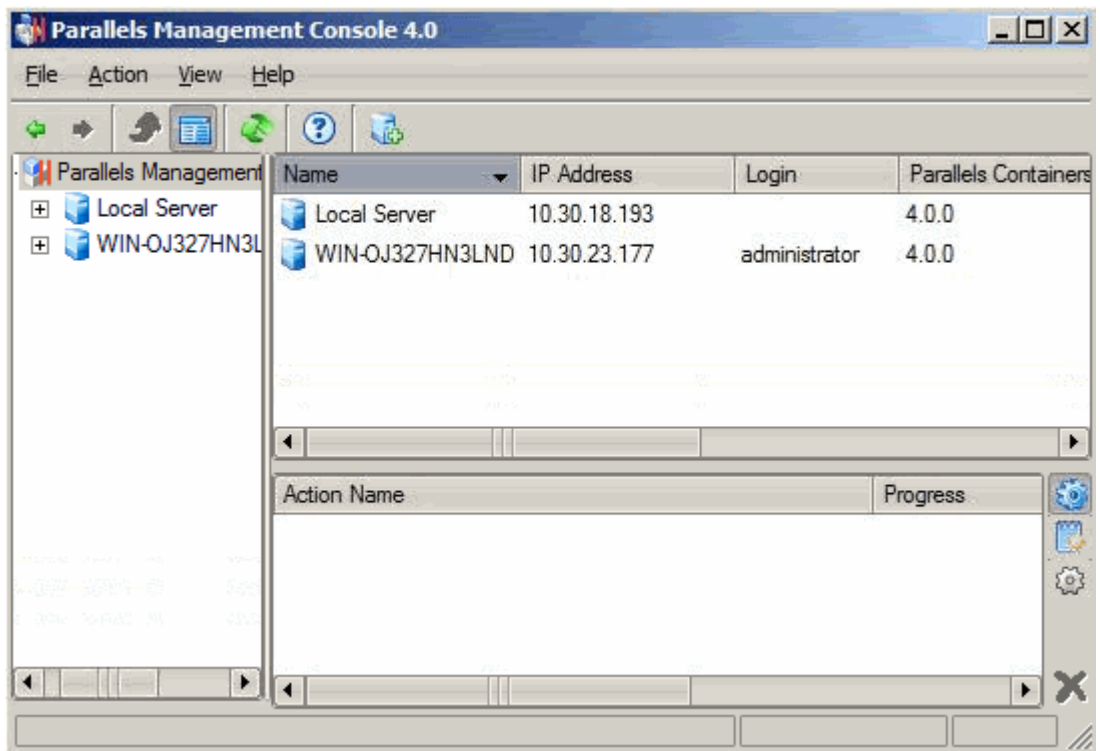 Parallels Management Console 4.0
File Action View Help
Parallels Management
Local Server
WIN-OJ327HN3L
Name IP Address Login Parallels Containers
Local Server 10.30.18.193 4.0.0
WIN-OJ327HN3LND 10.30.23.177 administrator 4.0.0
Action Name Progress